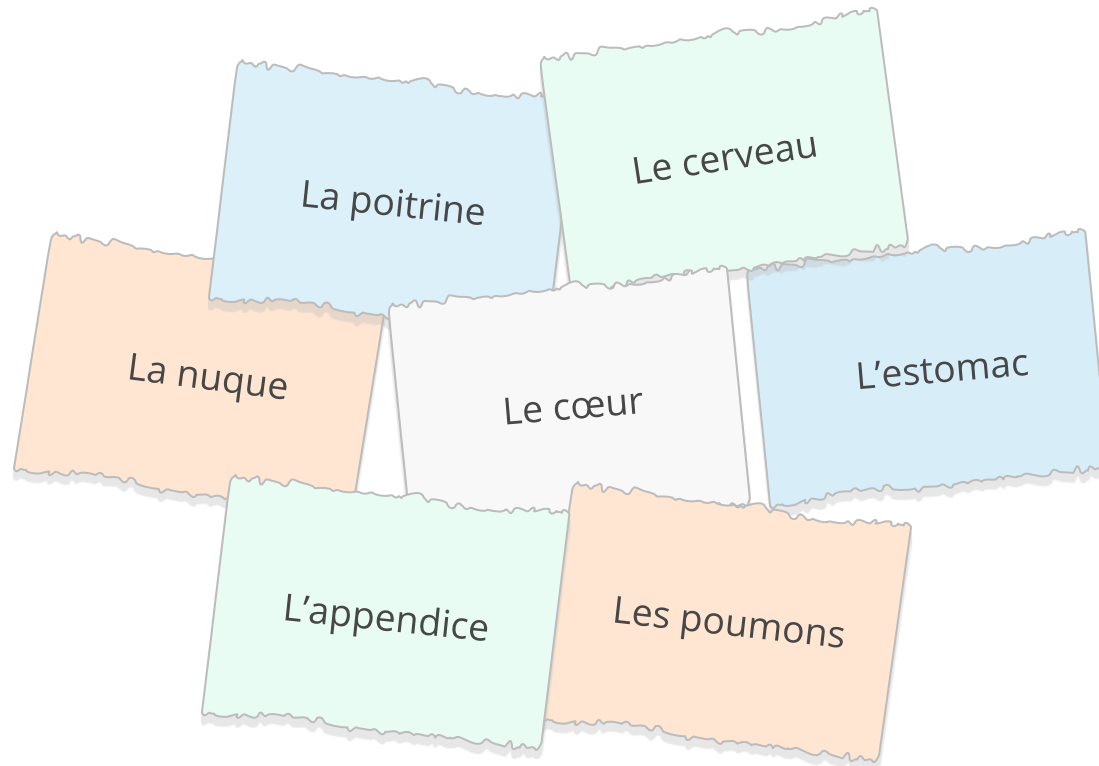 La poitrine
Le cerveau
La nuque
Le cœur
L’estomac
L’appendice
Les poumons